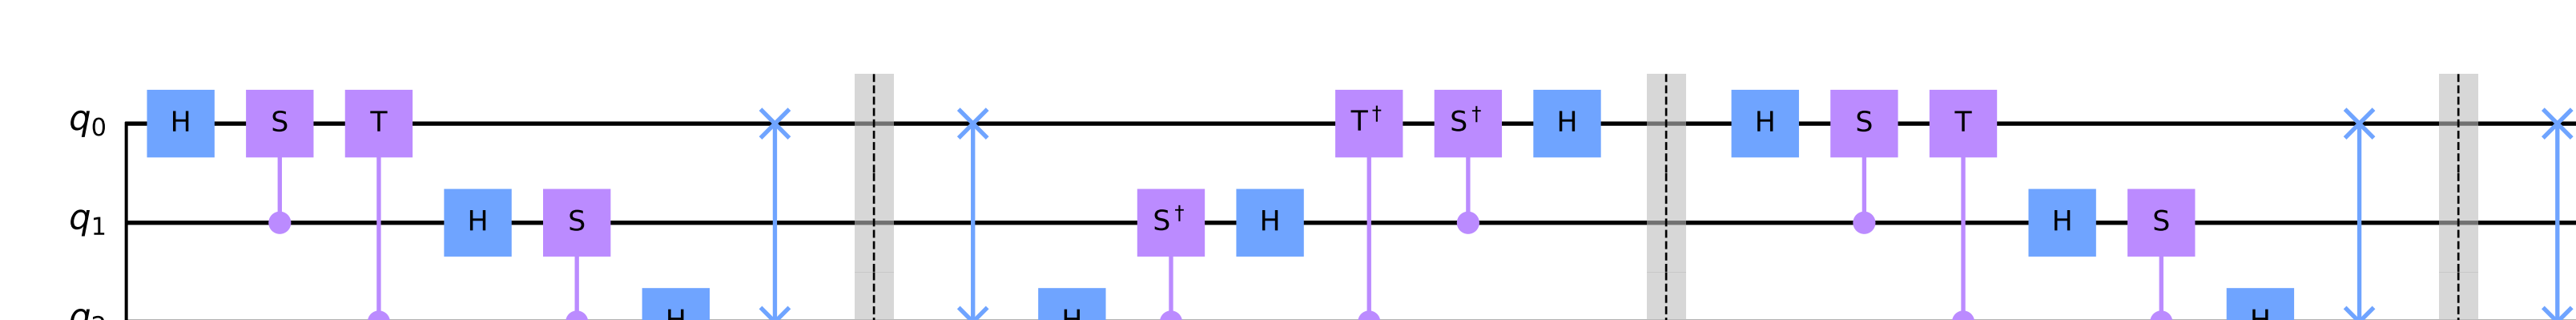 q0 H S T T† S† H H S T
q1 H S S† H H S
H H H